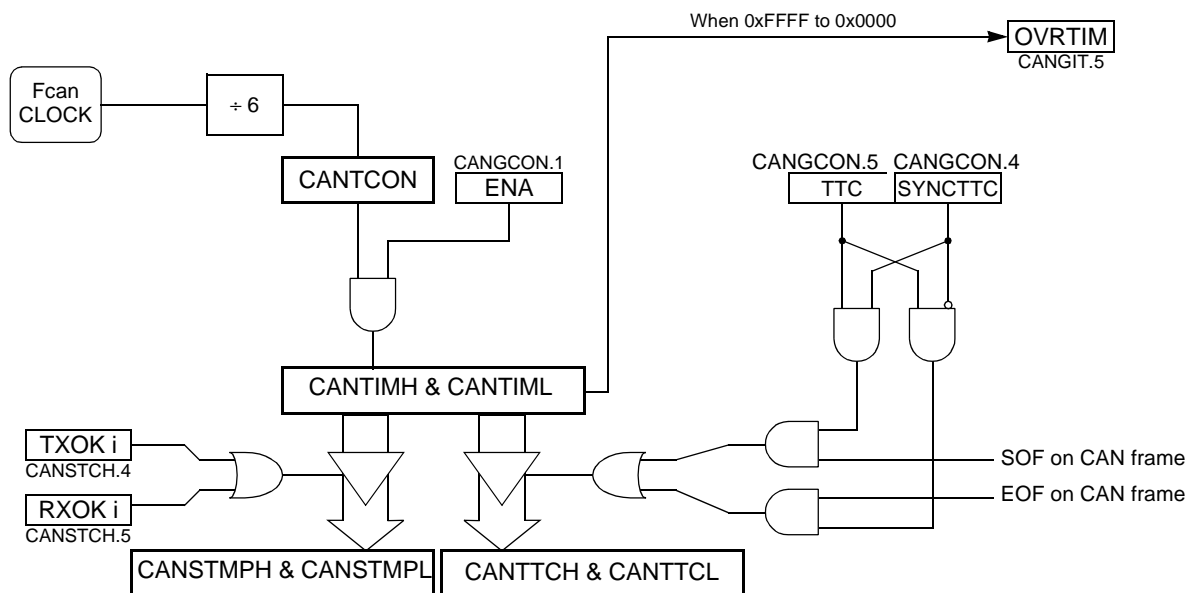 When 0xFFFF to 0x0000
OVRTIM
CANGIT.5
Fcan
CLOCK
÷ 6
CANTCON
CANGCON.1
ENA
CANGCON.5
CANGCON.4
TTC
SYNCTTC
CANTIMH & CANTIML
TXOK i
CANSTCH.4
RXOK i
CANSTCH.5
SOF on CAN frame
EOF on CAN frame
CANSTMPH & CANSTMPL
CANTTCH & CANTTCL